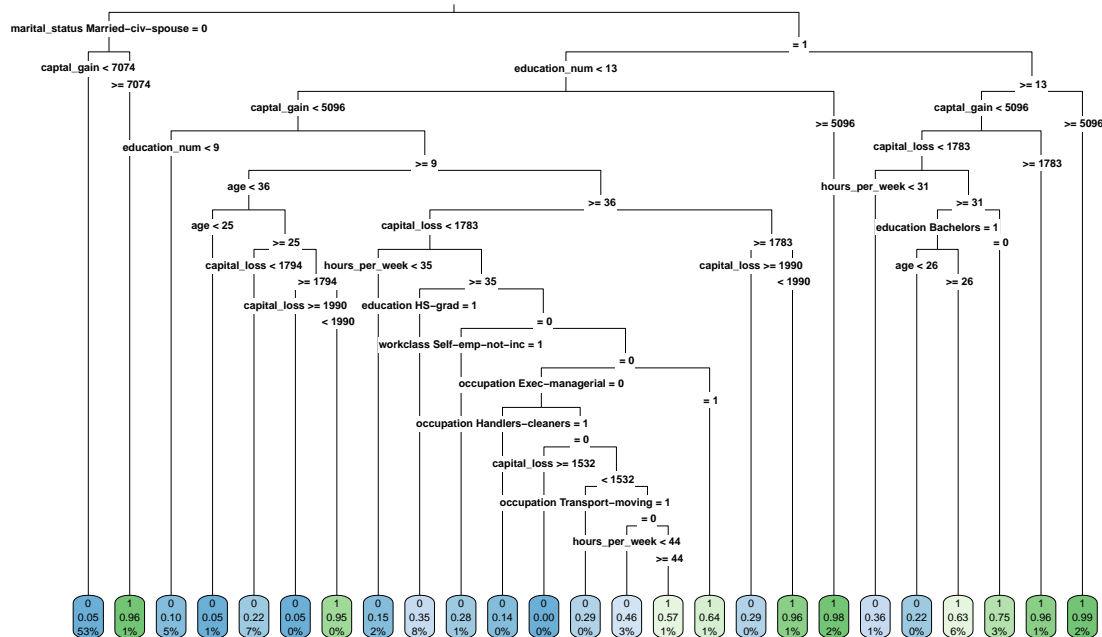 marital_status Married−civ−spouse = 0
= 1
captal_gain < 7074
education_num < 13
>= 7074
>= 13
captal_gain < 5096
captal_gain < 5096
>= 5096
>= 5096
education_num < 9
capital_loss < 1783
>= 9
>= 1783
age < 36
hours_per_week < 31
>= 36
>= 31
age < 25
capital_loss < 1783
education Bachelors = 1
>= 25
>= 1783
= 0
capital_loss < 1794
hours_per_week < 35
capital_loss >= 1990
age < 26
>= 1794
>= 35
< 1990
>= 26
capital_loss >= 1990
education HS−grad = 1
< 1990
= 0
workclass Self−emp−not−inc = 1
= 0
occupation Exec−managerial = 0
= 1
occupation Handlers−cleaners = 1
= 0
capital_loss >= 1532
< 1532
occupation Transport−moving = 1
= 0
hours_per_week < 44
>= 44
0 1 0 0 0 0 1 0 0 0 0 0 0 0 1 1 0 1 1 0 0 1 1 1 1
0.05 0.96 0.10 0.05 0.22 0.05 0.95 0.15 0.35 0.28 0.14 0.00 0.29 0.46 0.57 0.64 0.29 0.96 0.98 0.36 0.22 0.63 0.75 0.96 0.99
53% 1% 5% 1% 7% 0% 0% 2% 8% 1% 0% 0% 0% 3% 1% 1% 0% 1% 2% 1% 0% 6% 3% 1% 2%